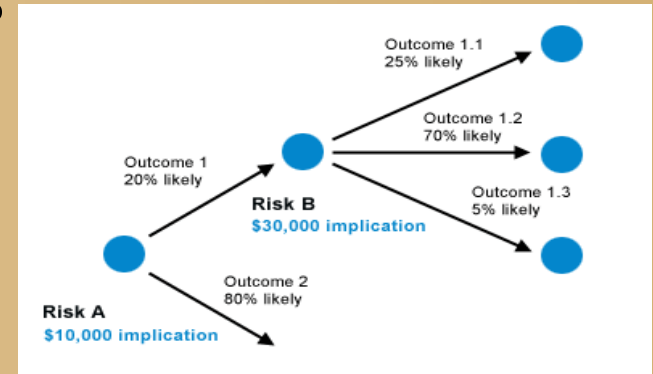 Outcome 1.1
25% likely
Outcome 1.2
70% likely
Outcome 1
20% likely
Outcome 1.3
5% likely
Risk B
$30,000 implication
Outcome 2
80% likely
Risk A
$10,000 implication